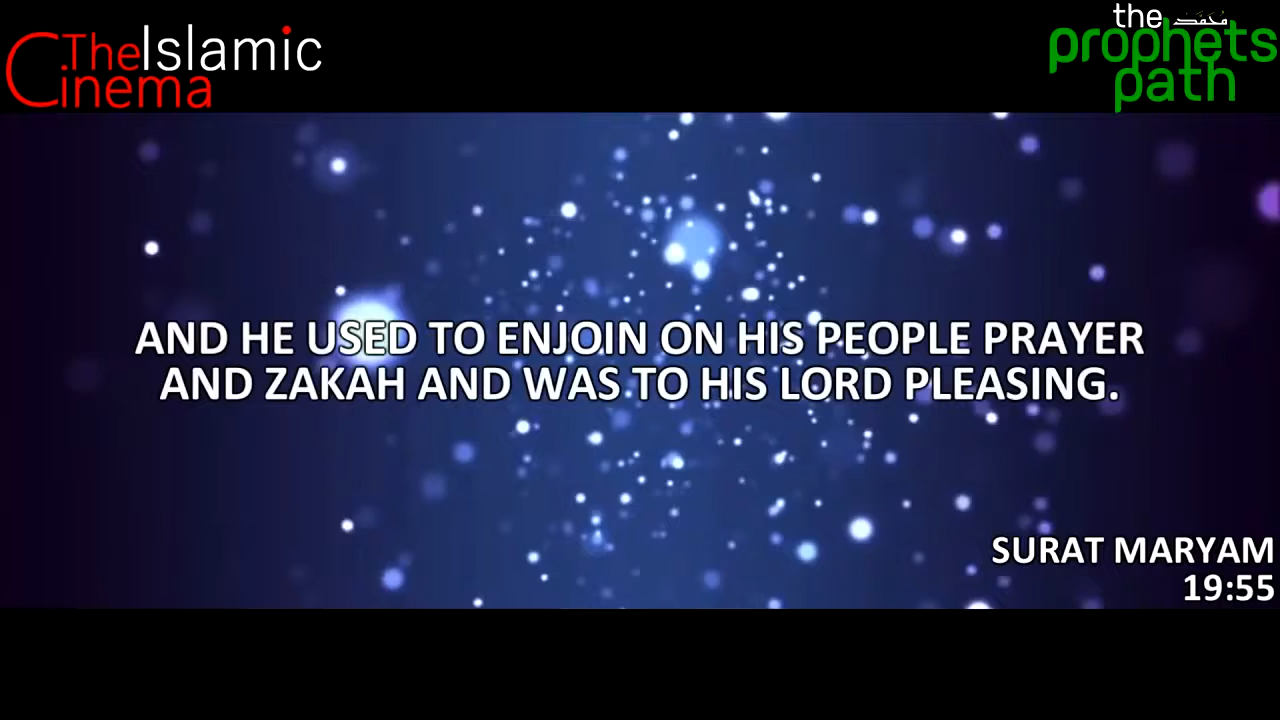 TheIslamic
Cinema
the محمد
prophets
path
AND HE USED TO ENJOIN ON HIS PEOPLE PRAYER
AND ZAKAH AND WAS TO HIS LORD PLEASING.
SURAT MARYAM
19:55